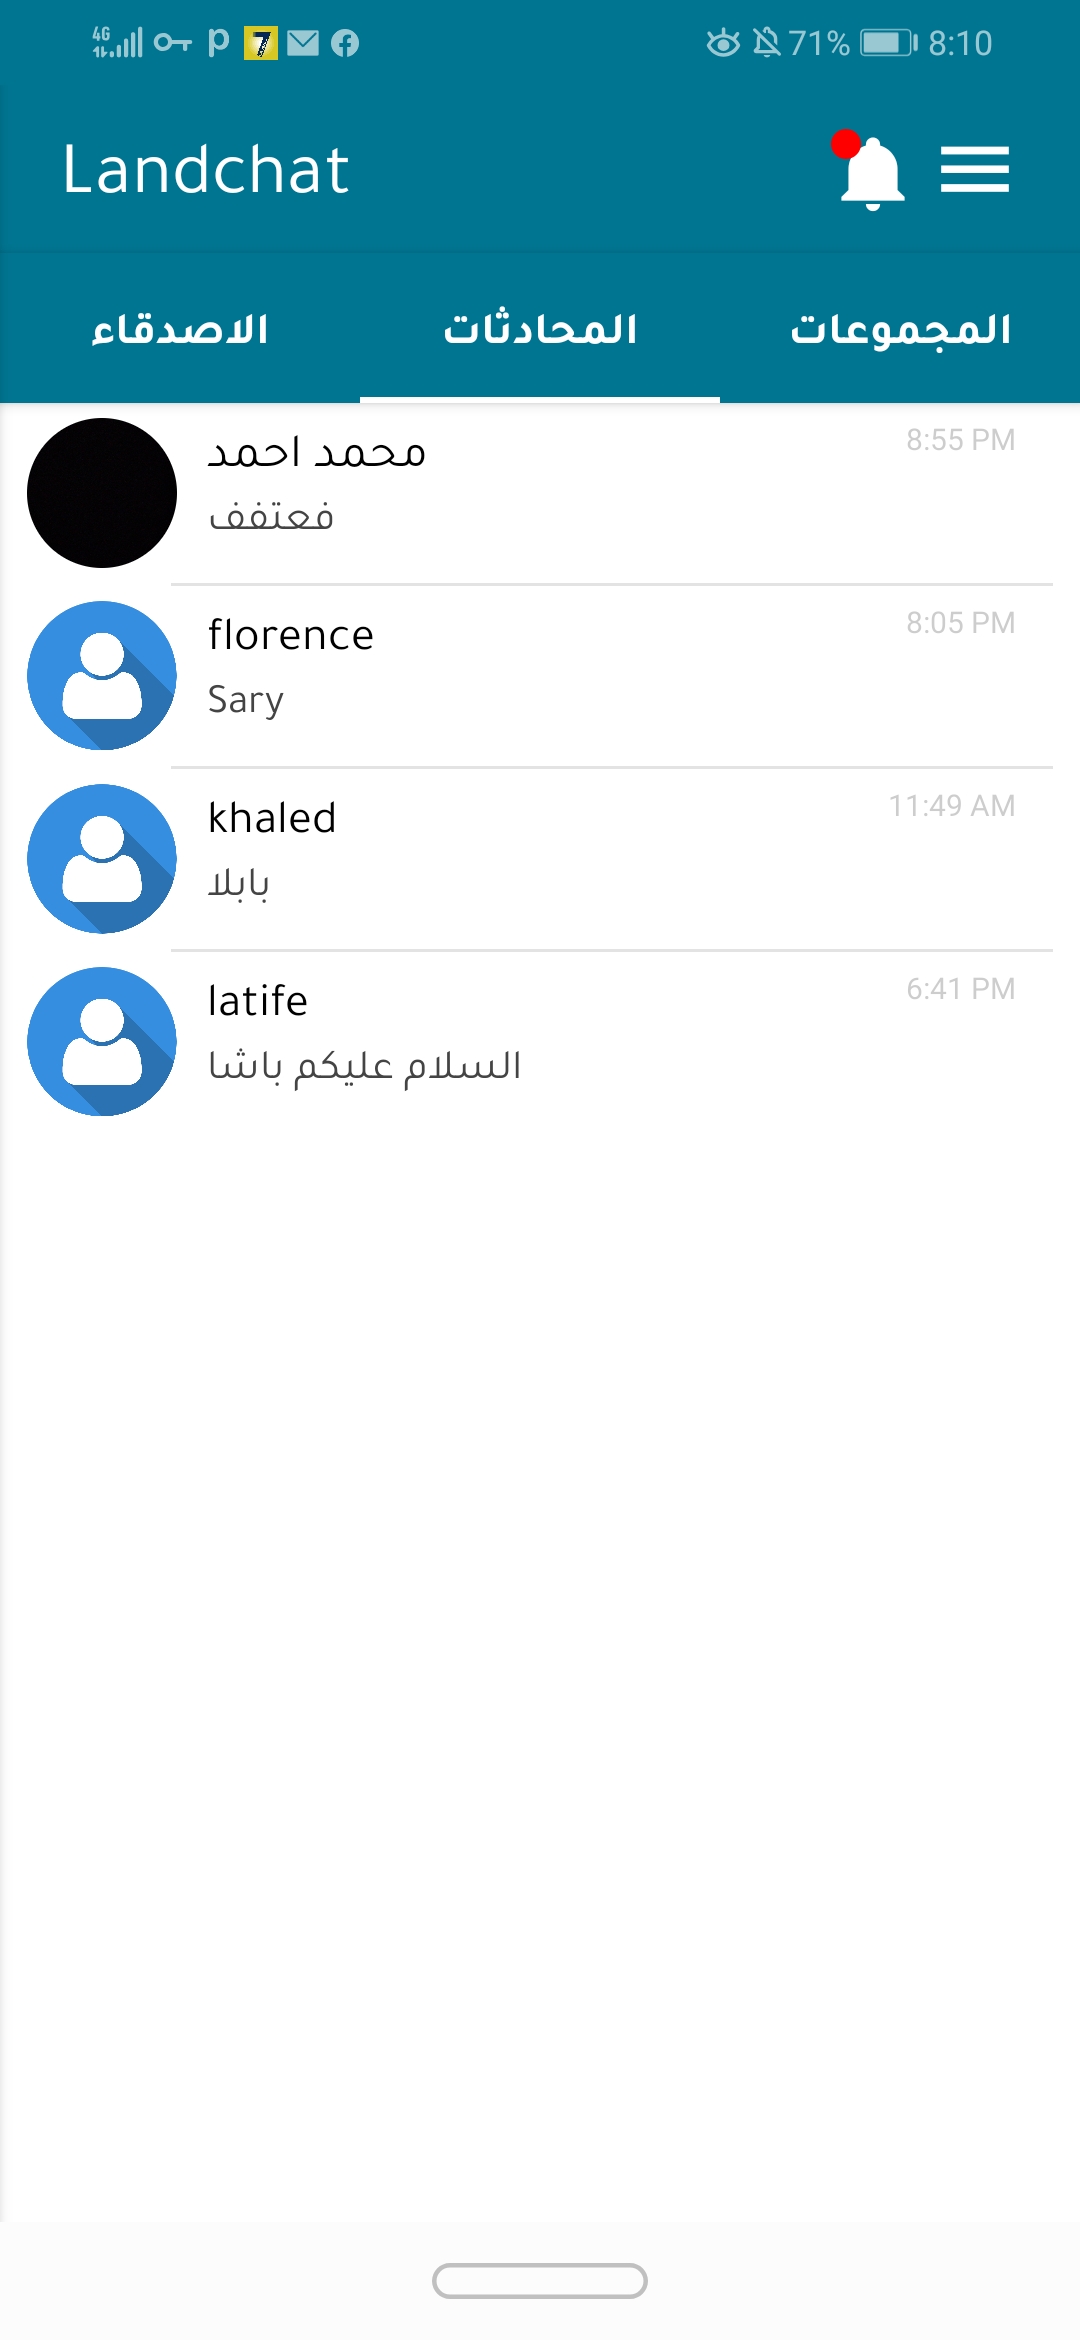 4G 71% 8:10
Landchat
الاصدقاء المحادثات المجموعات
محمد احمد 8:55 PM
فعتفف
florence 8:05 PM
Sary
khaled 11:49 AM
بابلا
latife 6:41 PM
السلام عليكم باشا